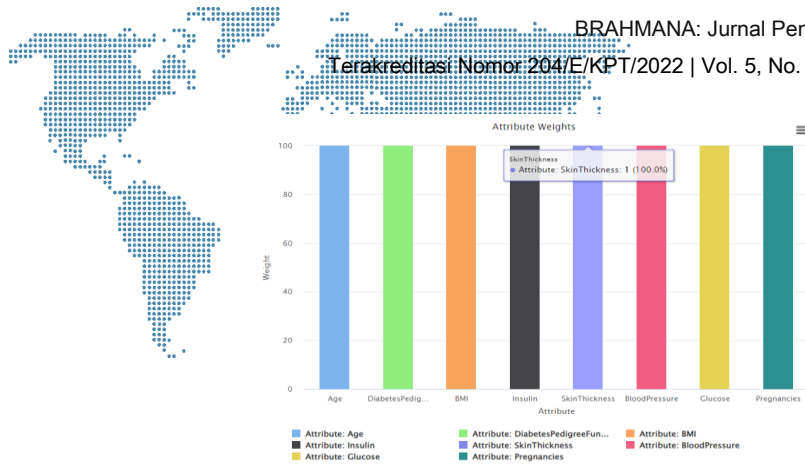 BRAHMANA: Jurnal Per
Terakreditasi Nomor 204/E/KPT/2022 | Vol. 5, No.
Attribute Weights
100
80
60
40
20
0
Weight
SkinThickness
Attribute: SkinThickness: 1 (100.0%)
Age DiabetesPedig... BMI Insulin SkinThickness BloodPressure Glucose Pregnancies
Attribute
Attribute: Age Attribute: DiabetesPedigreeFun... Attribute: BMI
Attribute: Insulin Attribute: SkinThickness Attribute: BloodPressure
Attribute: Glucose Attribute: Pregnancies